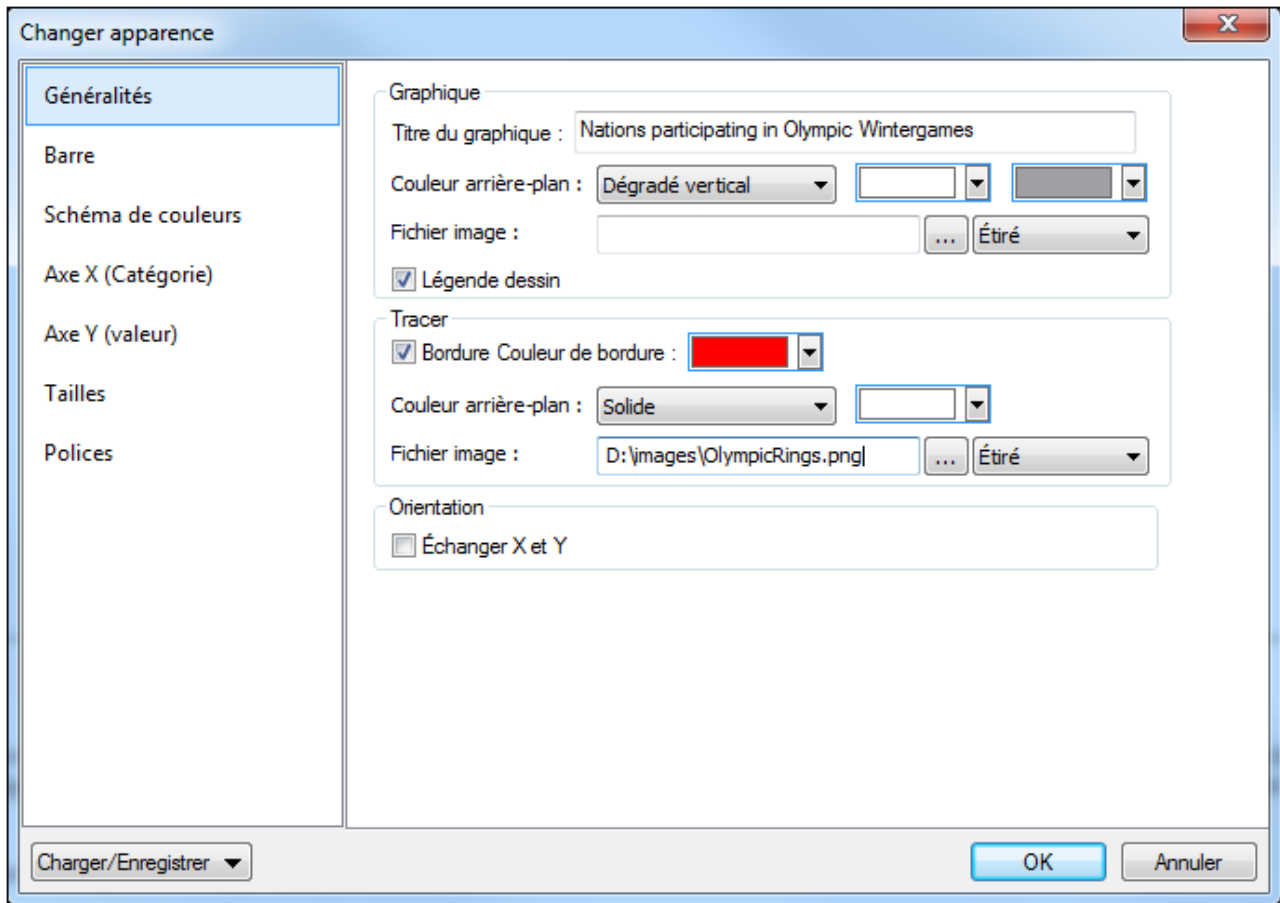 Changer apparence
Généralités
Barre
Schéma de couleurs
Axe X (Catégorie)
Axe Y (valeur)
Tailles
Polices
Graphique
Titre du graphique : Nations participating in Olympic Wintergames
Couleur arrière-plan : Dégradé vertical
Fichier image : ... Étiré
Légende dessin
Tracer
Bordure Couleur de bordure :
Couleur arrière-plan : Solide
Fichier image : D:\images\OlympicRings.png ... Étiré
Orientation
Échanger X et Y
Charger/Enregistrer OK Annuler